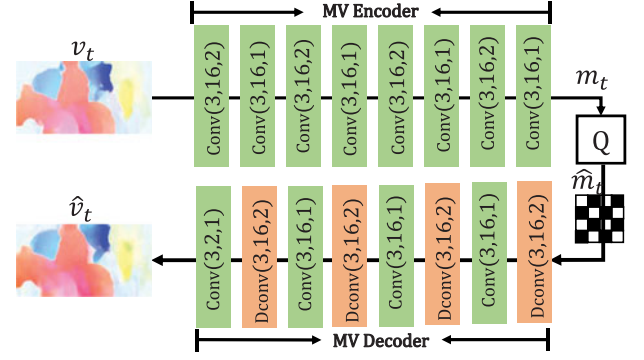 MV Encoder
v_t
Conv(3,16,2)
Conv(3,16,1)
Conv(3,16,2)
Conv(3,16,1)
Conv(3,16,2)
Conv(3,16,1)
Conv(3,16,2)
Conv(3,16,1)
m_t
Q
m̂_t
v̂_t
Conv(3,2,1)
Dconv(3,16,2)
Conv(3,16,1)
Dconv(3,16,2)
Conv(3,16,1)
Dconv(3,16,2)
Conv(3,16,1)
Dconv(3,16,2)
MV Decoder